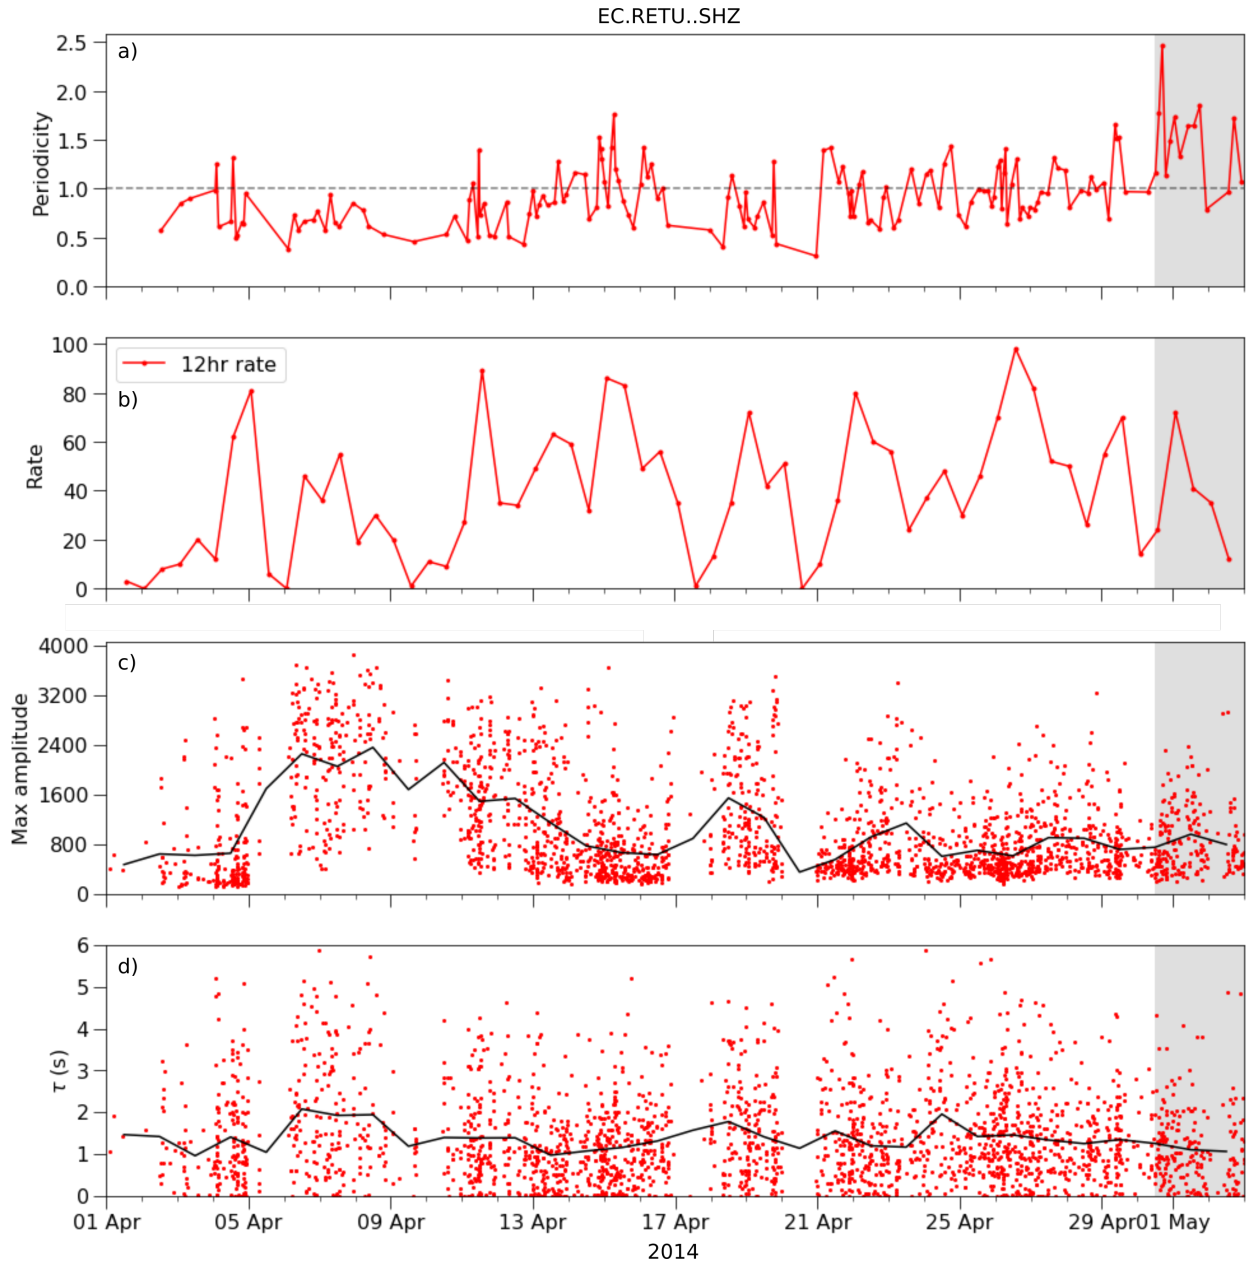 EC.RETU..SHZ
a)
2.5
2.0
1.5
1.0
0.5
0.0
Periodicity
12hr rate
b)
100
80
60
40
20
0
Rate
c)
4000
3200
2400
1600
800
0
Max amplitude
d)
6
5
4
3
2
1
0
τ (s)
01 Apr 05 Apr 09 Apr 13 Apr 17 Apr 21 Apr 25 Apr 29 Apr 01 May
2014